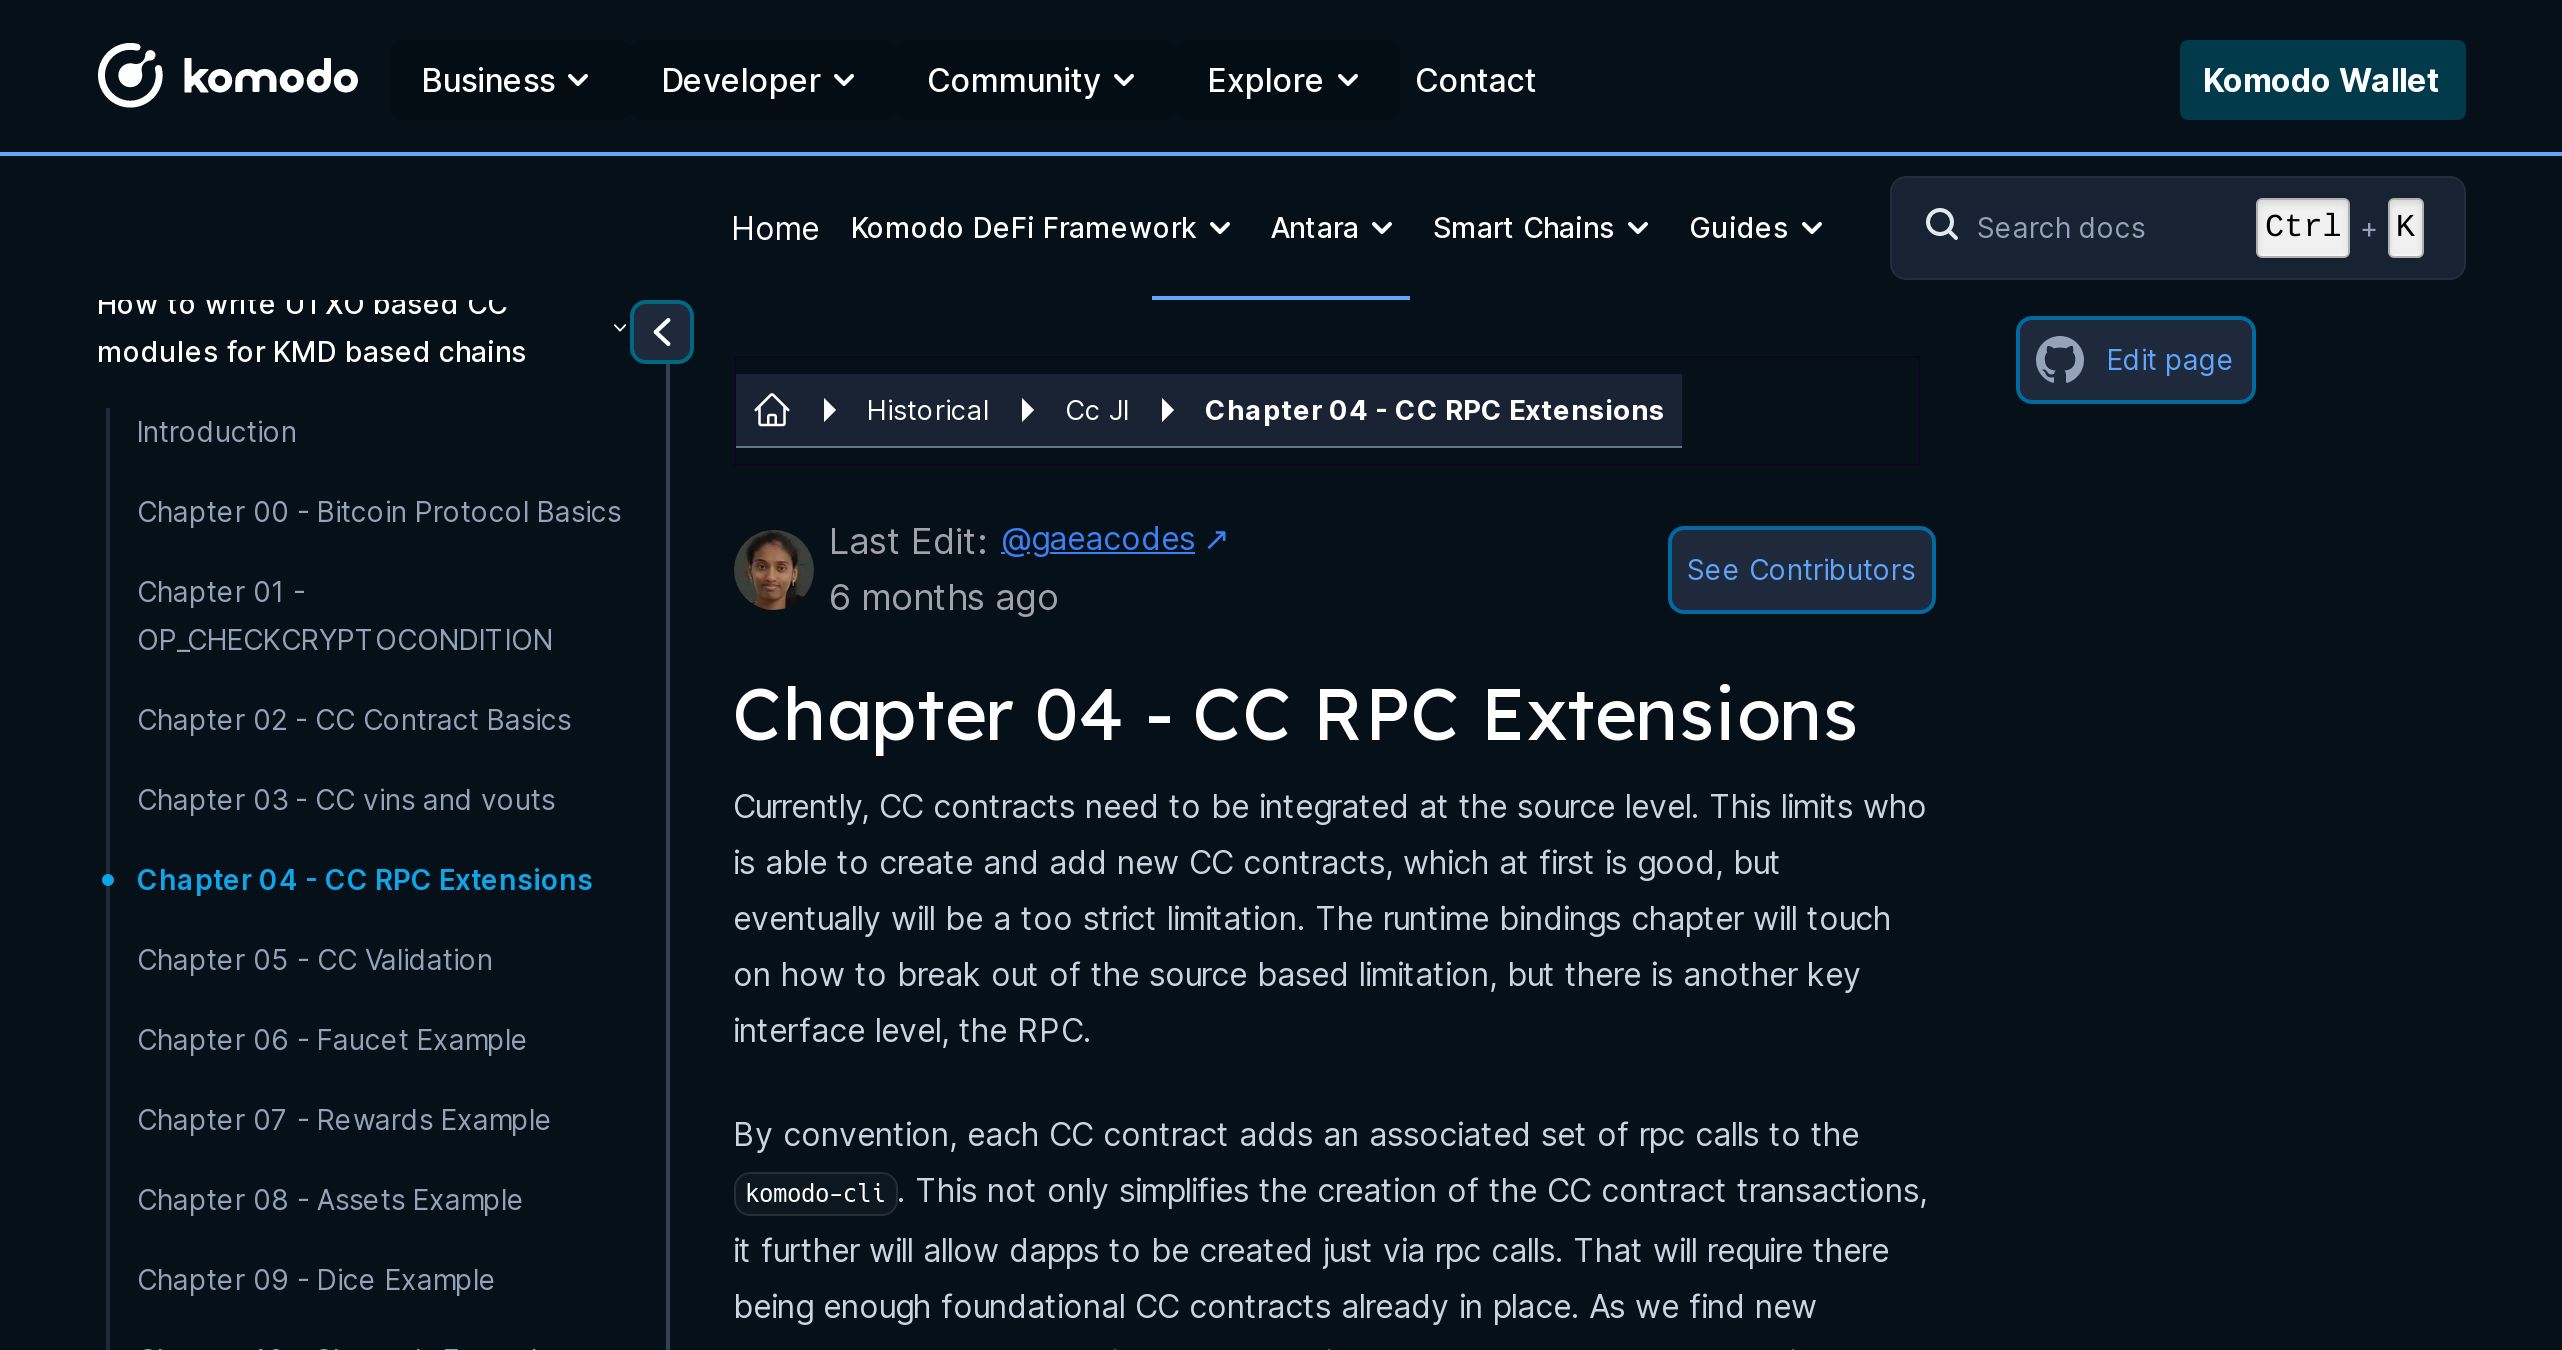 komodo
Business
Developer
Community
Explore
Contact
Komodo Wallet
Home
Komodo DeFi Framework
Antara
Smart Chains
Guides
Search docs
Ctrl + K
How to write UTXO based CC
modules for KMD based chains
Introduction
Chapter 00 - Bitcoin Protocol Basics
Chapter 01 -
OP_CHECKCRYPTOCONDITION
Chapter 02 - CC Contract Basics
Chapter 03 - CC vins and vouts
Chapter 04 - CC RPC Extensions
Chapter 05 - CC Validation
Chapter 06 - Faucet Example
Chapter 07 - Rewards Example
Chapter 08 - Assets Example
Chapter 09 - Dice Example
Edit page
Historical
Cc Jl
Chapter 04 - CC RPC Extensions
Last Edit: @gaeacodes ↗
6 months ago
See Contributors
Chapter 04 - CC RPC Extensions
Currently, CC contracts need to be integrated at the source level. This limits who
is able to create and add new CC contracts, which at first is good, but
eventually will be a too strict limitation. The runtime bindings chapter will touch
on how to break out of the source based limitation, but there is another key
interface level, the RPC.
By convention, each CC contract adds an associated set of rpc calls to the
komodo-cli. This not only simplifies the creation of the CC contract transactions,
it further will allow dapps to be created just via rpc calls. That will require there
being enough foundational CC contracts already in place. As we find new